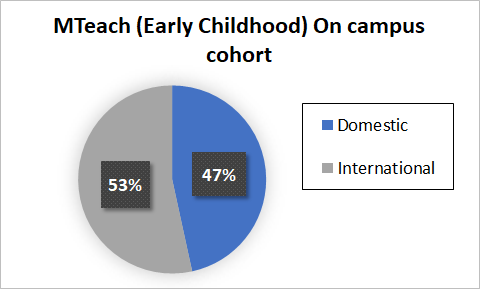 MTeach (Early Childhood) On campus
cohort
53%
47%
Domestic
International